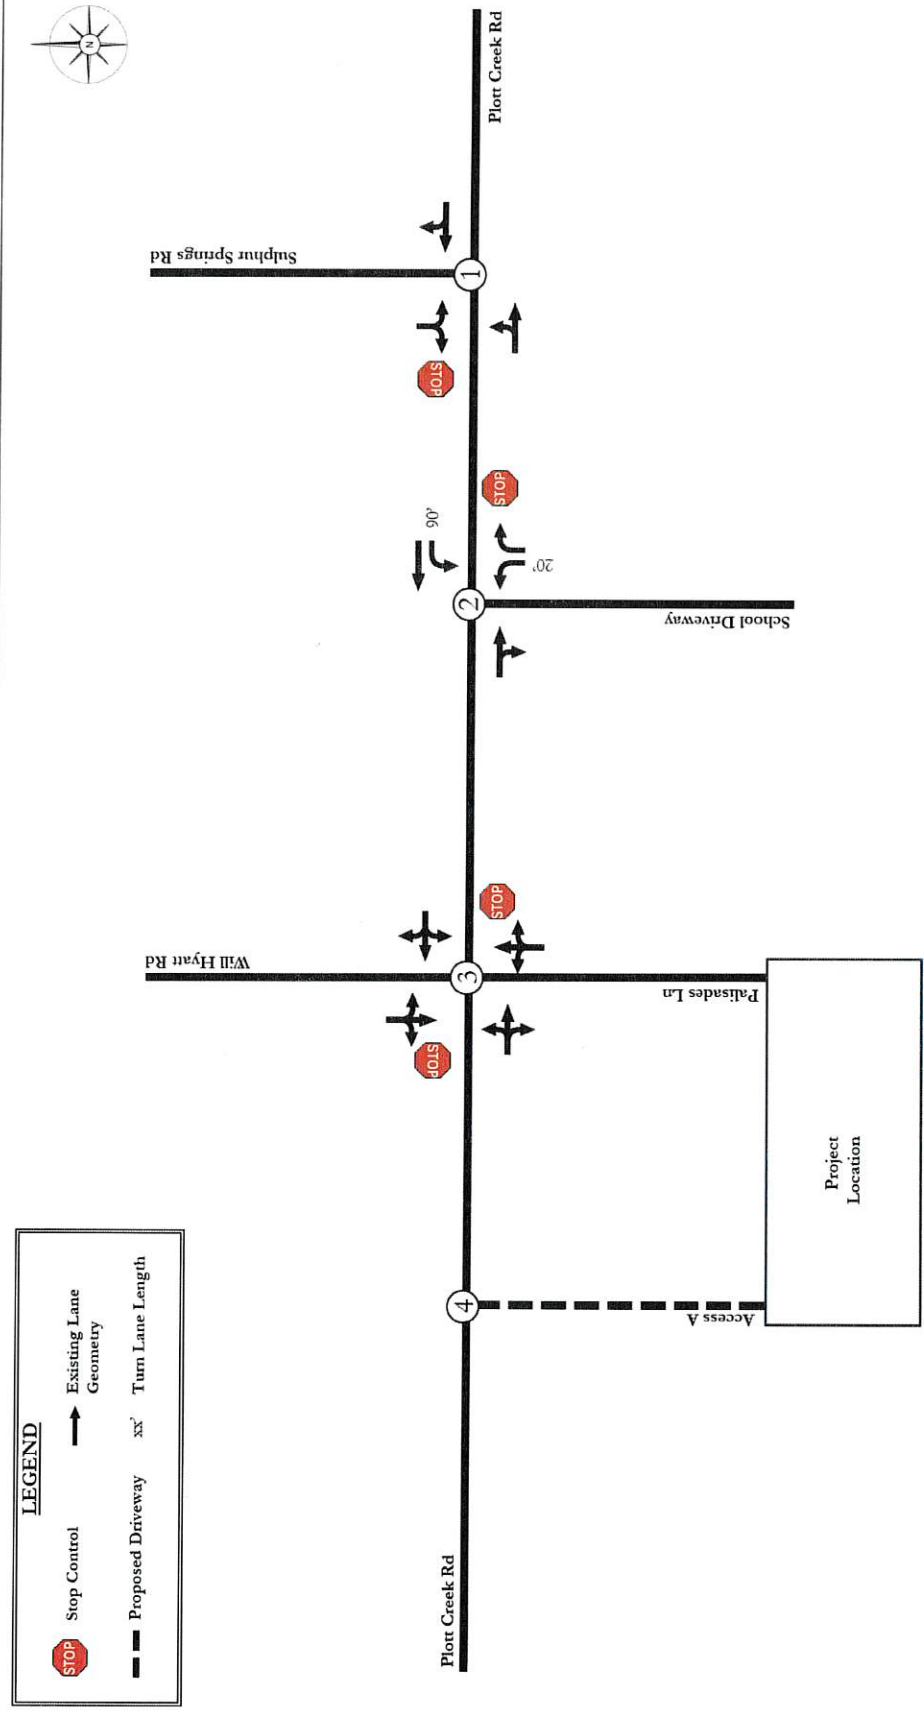 N
LEGEND
STOP
Stop Control
Existing Lane
Geometry
Proposed Driveway
xx'
Turn Lane Length
Plott Creek Rd
Sulphur Springs Rd
1
STOP
STOP
90'
20'
2
School Driveway
Will Hyatt Rd
STOP
3
STOP
Palisades Ln
4
Access A
Project
Location
Plott Creek Rd